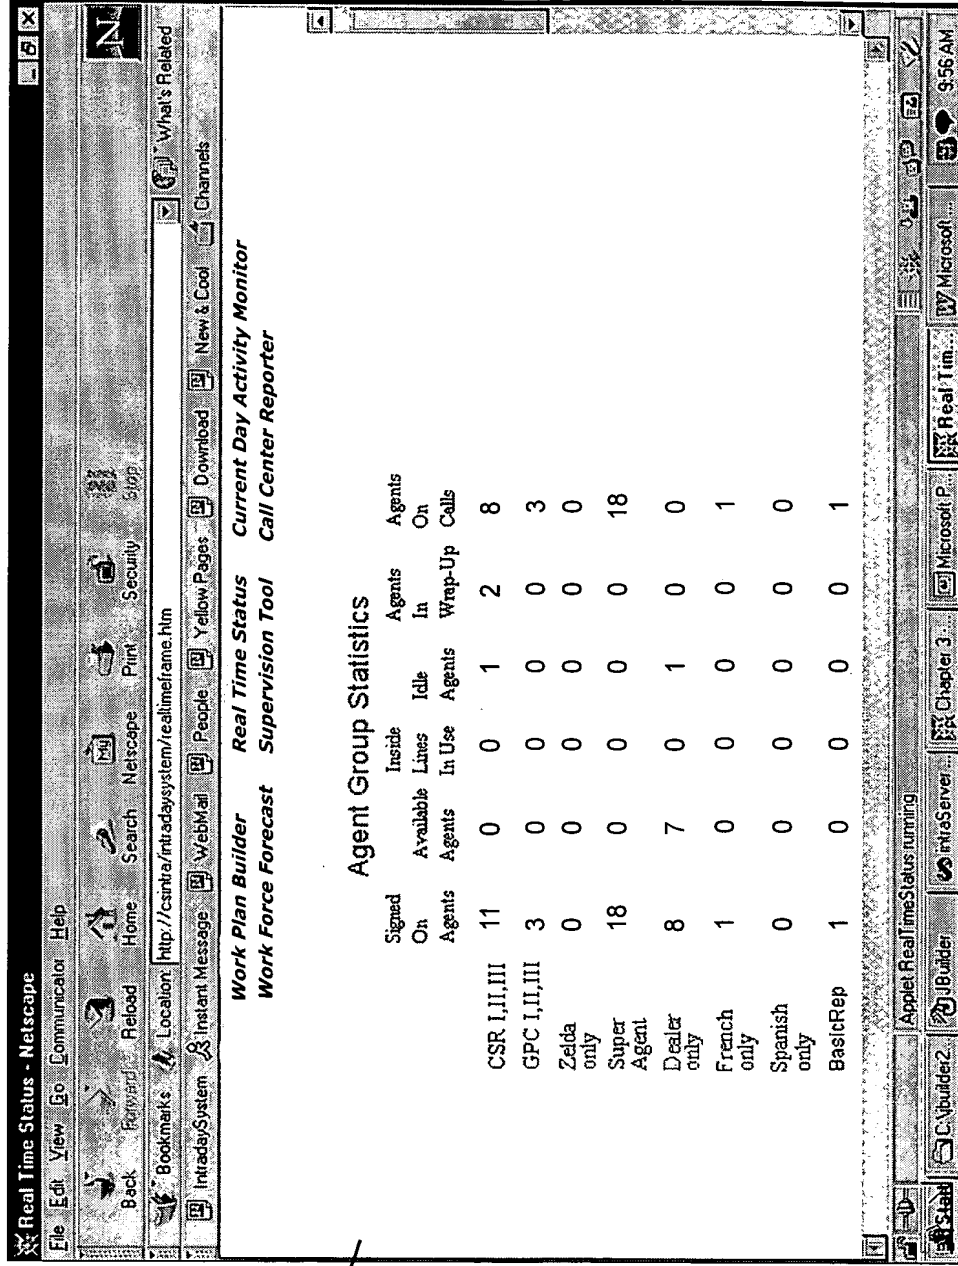 Real Time Status - Netscape
File Edit View Go Communicator Help
Back Forward Reload Home Search Netscape Print Security Stop
Bookmarks Location: http://csintra/intradaysystem/realtimeframe.htm What's Related
IntradaySystem Instant Message WebMail People Yellow Pages Download New & Cool Channels
Work Plan Builder Real Time Status Current Day Activity Monitor
Work Force Forecast Supervision Tool Call Center Reporter
Agent Group Statistics
Signed Inside Agents Agents
On Available Lines Idle In On
Agents Agents In Use Agents Wrap-Up Calls
CSR I,II,III 11 0 0 1 2 8
GPC I,II,III 3 0 0 0 0 3
Zelda only 0 0 0 0 0 0
Super Agent 18 0 0 0 0 18
Dealer only 8 7 0 1 0 0
French only 1 0 0 0 0 1
Spanish only 0 0 0 0 0 0
BasicRep 1 0 0 0 0 1
Applet RealTimeStatus running
Start C:\jbuilder2... JBuilder intraServer ... Chapter 3 ... Microsoft P... Real Tim... Microsoft ... 9:56 AM